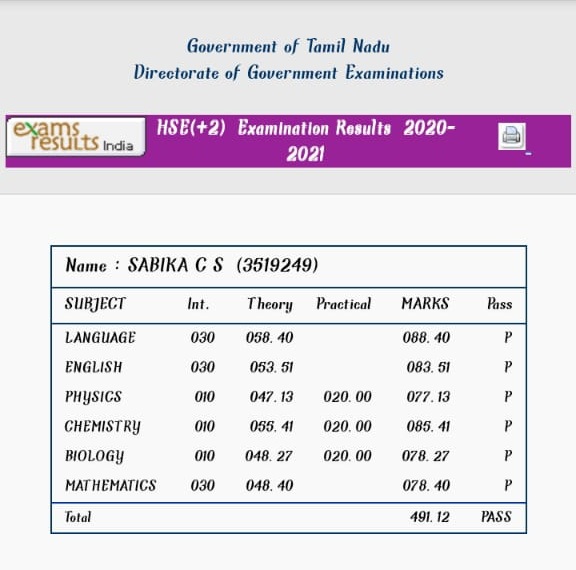 Government of Tamil Nadu
Directorate of Government Examinations
exams results India
HSE(+2) Examination Results 2020-
2021
Name : SABIKA C S (3519249)
SUBJECT Int. Theory Practical MARKS Pass
LANGUAGE 030 058.40 088.40 P
ENGLISH 030 053.51 083.51 P
PHYSICS 010 047.13 020.00 077.13 P
CHEMISTRY 010 055.41 020.00 085.41 P
BIOLOGY 010 048.27 020.00 078.27 P
MATHEMATICS 030 048.40 078.40 P
Total 491.12 PASS